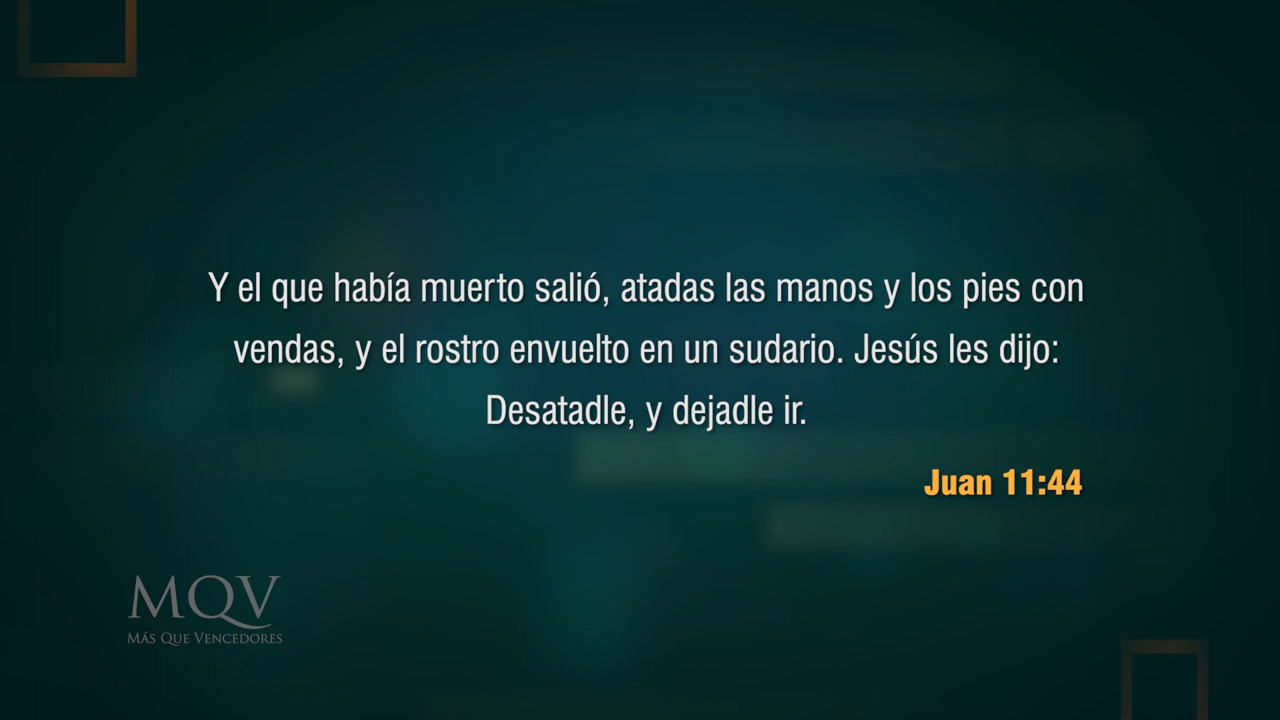 Y el que había muerto salió, atadas las manos y los pies con
vendas, y el rostro envuelto en un sudario. Jesús les dijo:
Desatadle, y dejadle ir.
Juan 11:44
MQV
MÁS QUE VENCEDORES